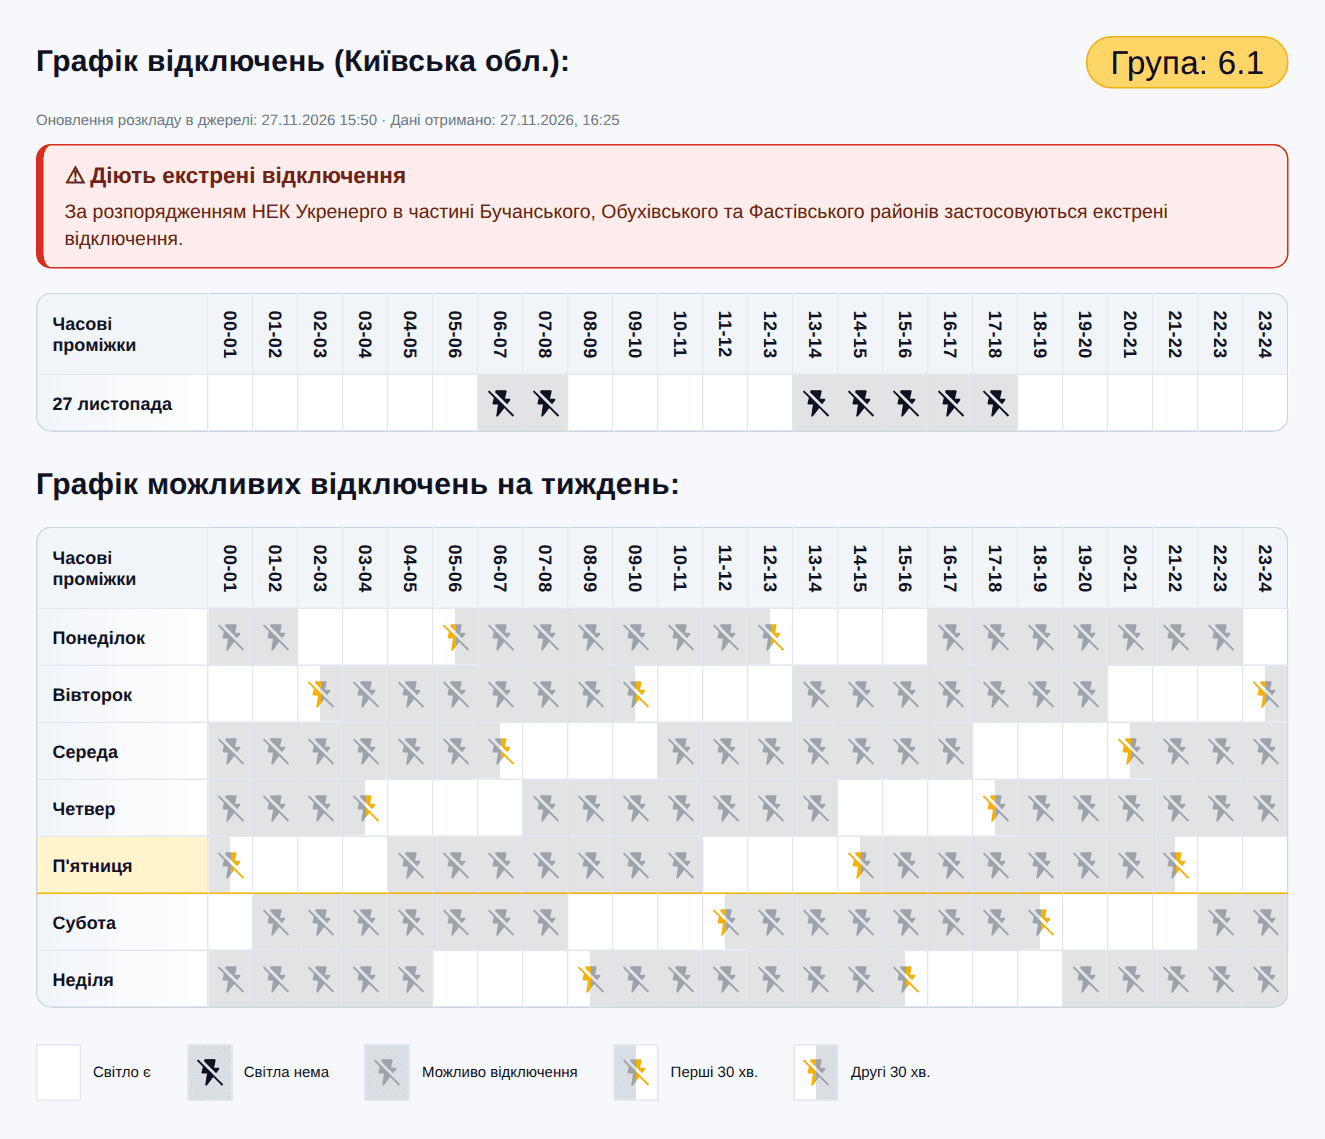 Графік відключень (Київська обл.):
Група: 6.1
Оновлення розкладу в джерелі: 27.11.2026 15:50 · Дані отримано: 27.11.2026, 16:25
⚠ Діють екстрені відключення
За розпорядженням НЕК Укренерго в частині Бучанського, Обухівського та Фастівського районів застосовуються екстрені
відключення.
Часові
проміжки
00-01 01-02 02-03 03-04 04-05 05-06 06-07 07-08 08-09 09-10 10-11 11-12 12-13 13-14 14-15 15-16 16-17 17-18 18-19 19-20 20-21 21-22 22-23 23-24
27 листопада
Графік можливих відключень на тиждень:
Часові
проміжки
00-01 01-02 02-03 03-04 04-05 05-06 06-07 07-08 08-09 09-10 10-11 11-12 12-13 13-14 14-15 15-16 16-17 17-18 18-19 19-20 20-21 21-22 22-23 23-24
Понеділок
Вівторок
Середа
Четвер
П'ятниця
Субота
Неділя
Світло є
Світла нема
Можливо відключення
Перші 30 хв.
Другі 30 хв.